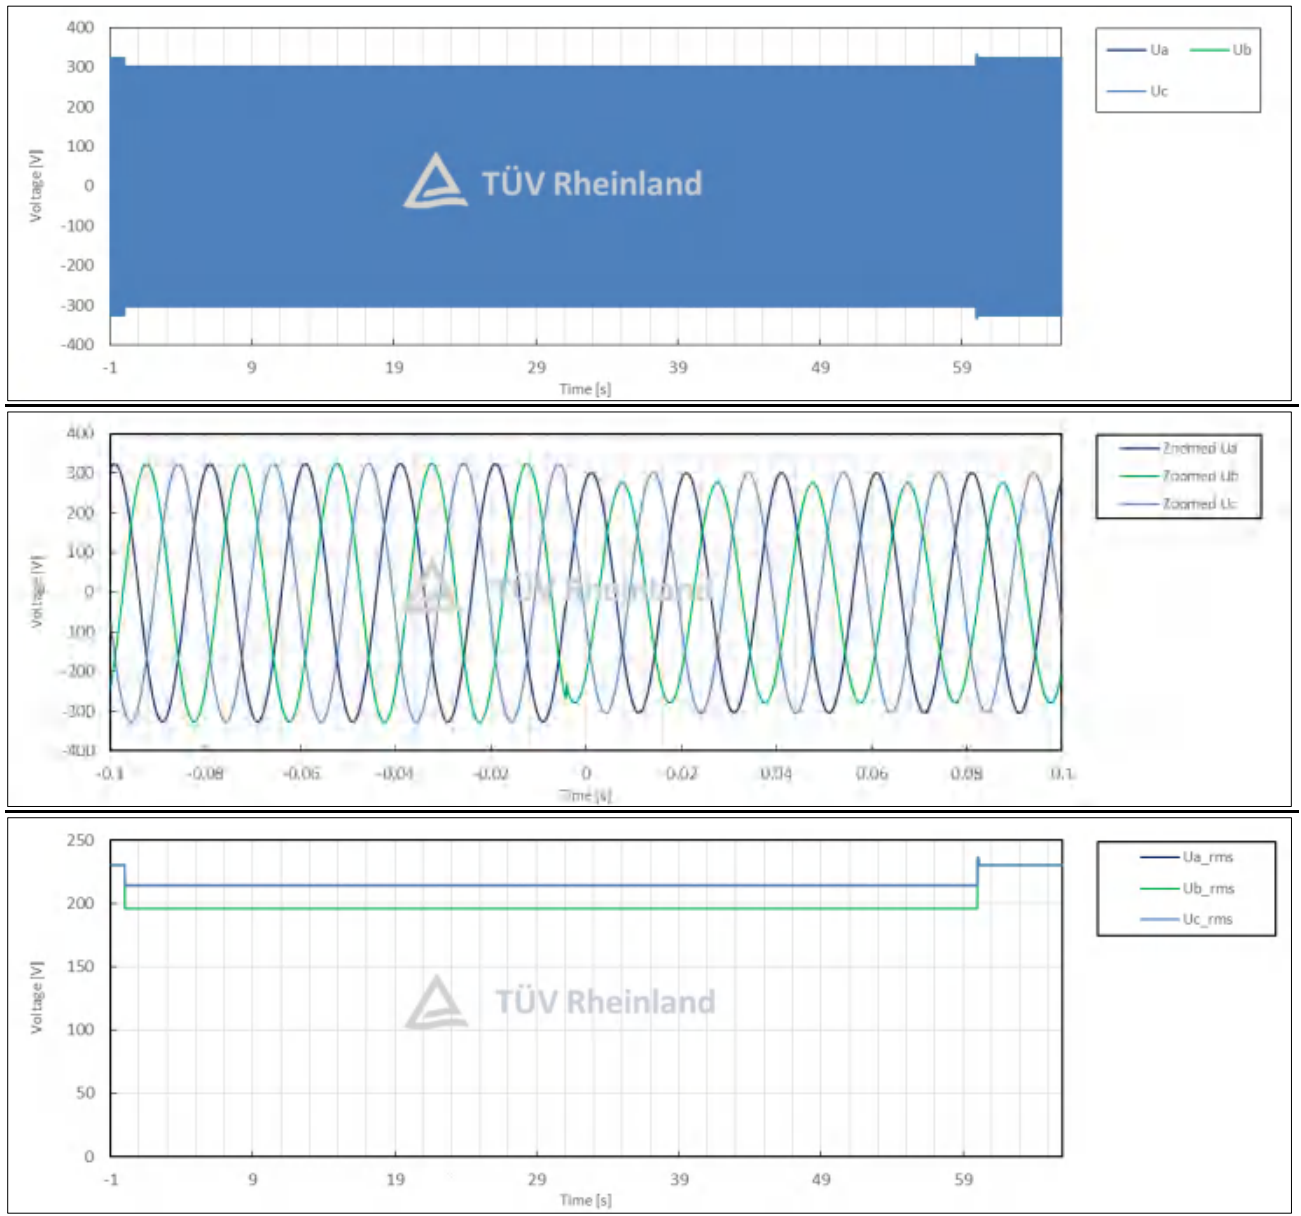 400
300
200
100
0
-100
-200
-300
-400
Voltage [V]
-1 9 19 29 39 49 59
Time [s]
Ua Ub
Uc
TÜV Rheinland
400
300
200
100
0
100
-200
-300
-400
Voltage [V]
-0.1 -0.08 -0.06 -0.04 -0.02 0 0.02 0.04 0.06 0.08 0.1
Time [s]
Zoomed Ua
Zoomed Ub
Zoomed Uc
TÜV Rheinland
250
200
150
100
50
0
Voltage [V]
-1 9 19 29 39 49 59
Time [s]
Ua_rms
Ub_rms
Uc_rms
TÜV Rheinland